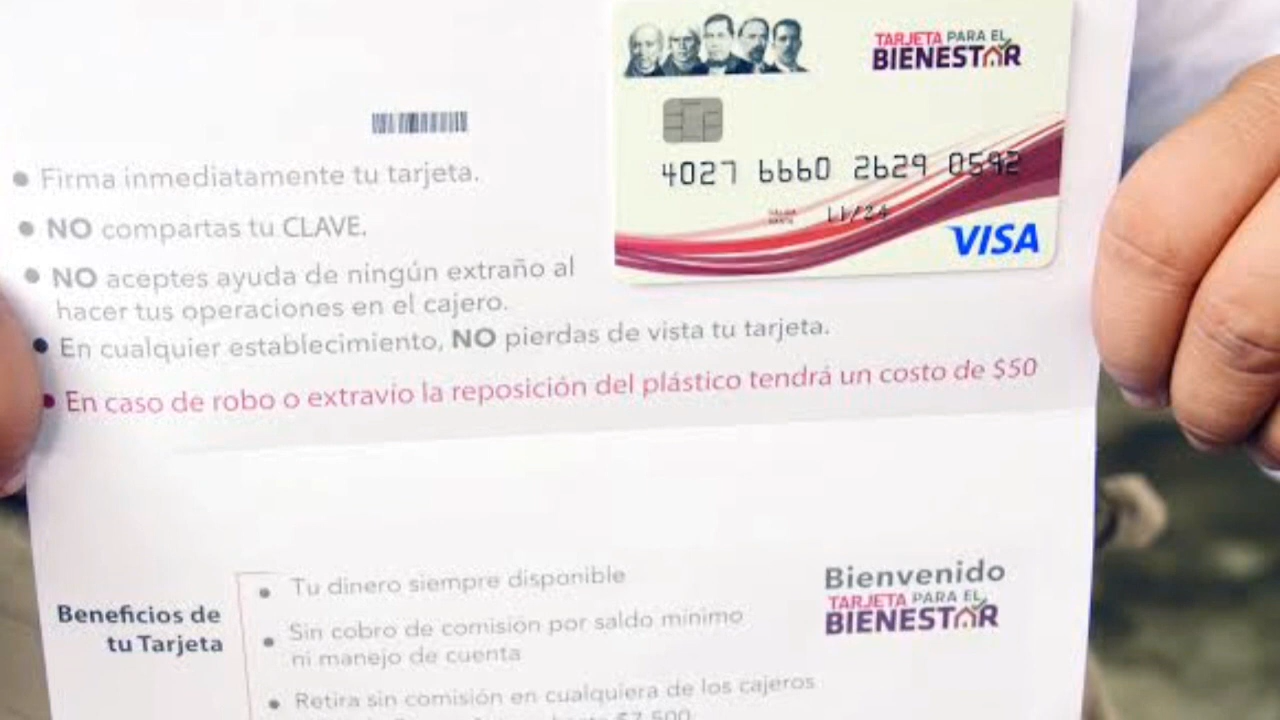 TARJETA PARA EL
BIENESTAR
4027 6660 2629 0592
11/24
VISA
• Firma inmediatamente tu tarjeta.
• NO compartas tu CLAVE.
• NO aceptes ayuda de ningún extraño al
hacer tus operaciones en el cajero.
• En cualquier establecimiento, NO pierdas de vista tu tarjeta.
• En caso de robo o extravío la reposición del plástico tendrá un costo de $50
Beneficios de
tu Tarjeta
• Tu dinero siempre disponible
• Sin cobro de comisión por saldo mínimo
ni manejo de cuenta
• Retira sin comisión en cualquiera de los cajeros
$7,500
Bienvenido
TARJETA PARA EL
BIENESTAR